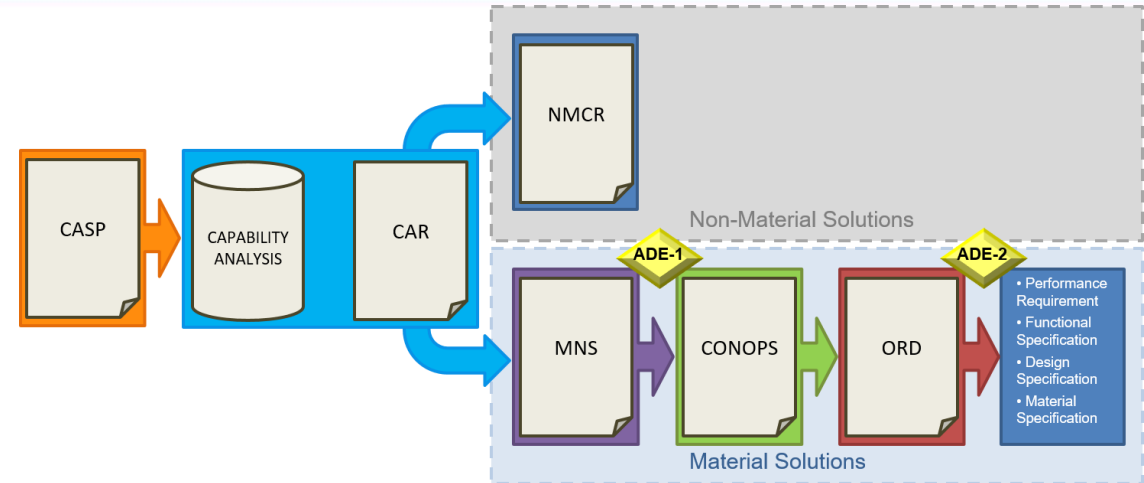 CASP
CAPABILITY
ANALYSIS
CAR
NMCR
Non-Material Solutions
ADE-1
ADE-2
MNS
CONOPS
ORD
• Performance
Requirement
• Functional
Specification
• Design
Specification
• Material
Specification
Material Solutions